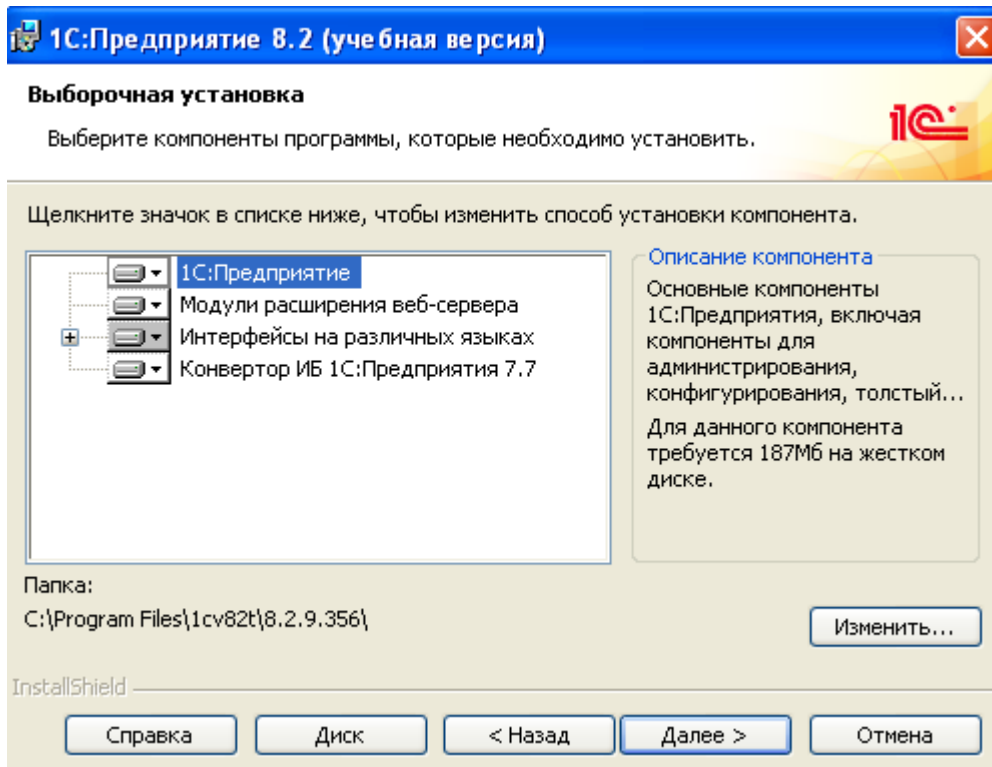 1С:Предприятие 8.2 (учебная версия)
Выборочная установка
Выберите компоненты программы, которые необходимо установить.
1С
Щелкните значок в списке ниже, чтобы изменить способ установки компонента.
1С:Предприятие
Модули расширения веб-сервера
Интерфейсы на различных языках
Конвертор ИБ 1С:Предприятия 7.7
Описание компонента
Основные компоненты
1С:Предприятия, включая
компоненты для
администрирования,
конфигурирования, толстый...
Для данного компонента
требуется 187Мб на жестком
диске.
Папка:
C:\Program Files\1cv82t\8.2.9.356\
Изменить...
InstallShield
Справка
Диск
< Назад
Далее >
Отмена